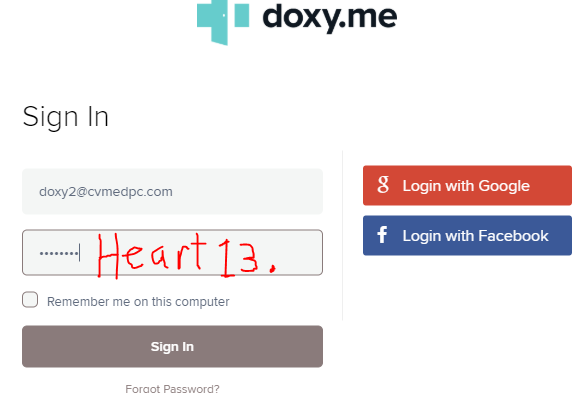 doxy.me
Sign In
doxy2@cvmedpc.com
•••••••• Heart 13.
Remember me on this computer
Sign In
Forgot Password?
g Login with Google
f Login with Facebook